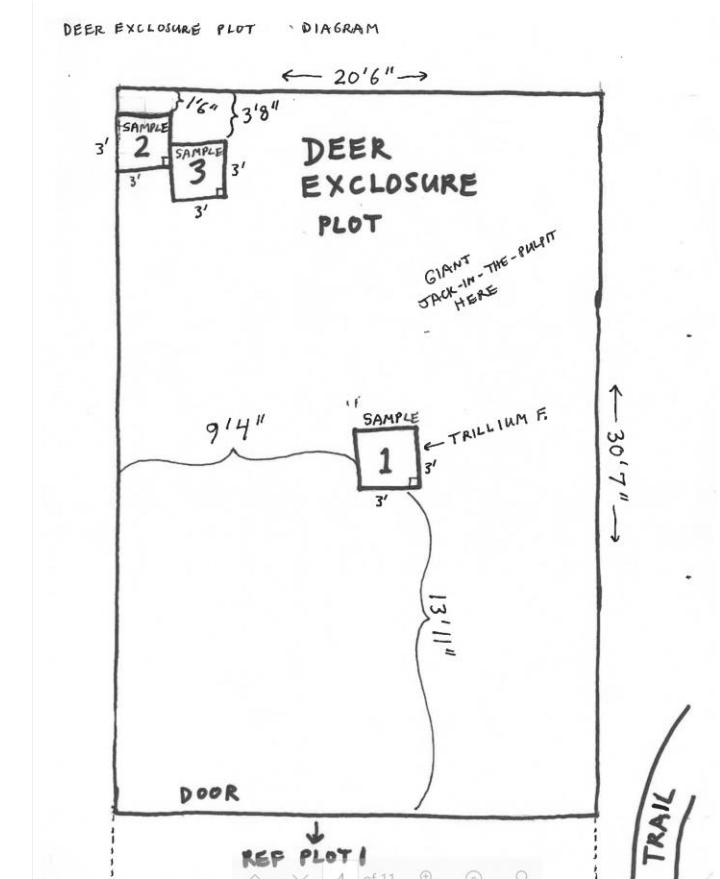 DEER EXCLOSURE PLOT · DIAGRAM
20'6"
1'6"
3'8"
SAMPLE
2
3'
3'
SAMPLE
3
3'
3'
DEER
EXCLOSURE
PLOT
GIANT
JACK-IN-THE-PULPIT
HERE
9'4"
SAMPLE
1
3'
3'
TRILLIUM F.
30'7"
13'11"
DOOR
REF PLOT 1
TRAIL